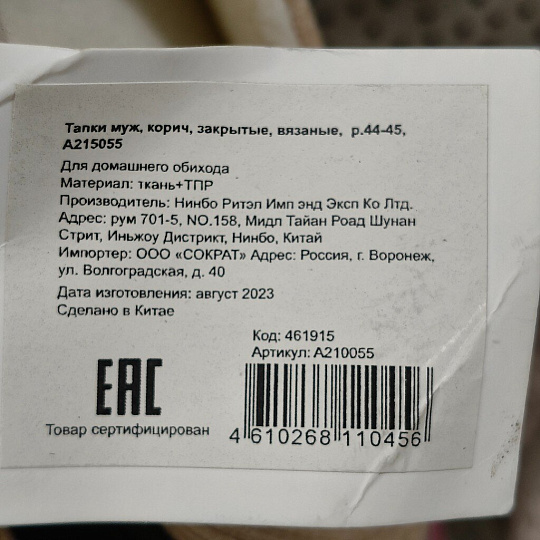 Тапки муж, корич, закрытые, вязаные, р.44-45,
А215055
Для домашнего обихода
Материал: ткань+ТПР
Производитель: Нинбо Ритэл Имп энд Эксп Ко Лтд.
Адрес: рум 701-5, NO.158, Мидл Тайан Роад Шунан
Стрит, Иньжоу Дистрикт, Нинбо, Китай
Импортер: ООО «СОКРАТ» Адрес: Россия, г. Воронеж,
ул. Волгоградская, д. 40
Дата изготовления: август 2023
Сделано в Китае
Код: 461915
Артикул: А210055
ЕАС
Товар сертифицирован
4 610268 110456